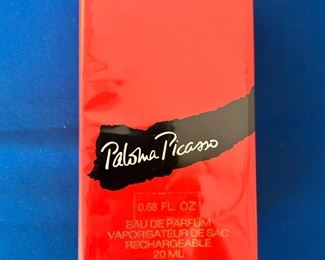 Paloma Picasso
0.68 FL. OZ
EAU DE PARFUM
VAPORISATEUR DE SAC
RECHARGEABLE
20 ML